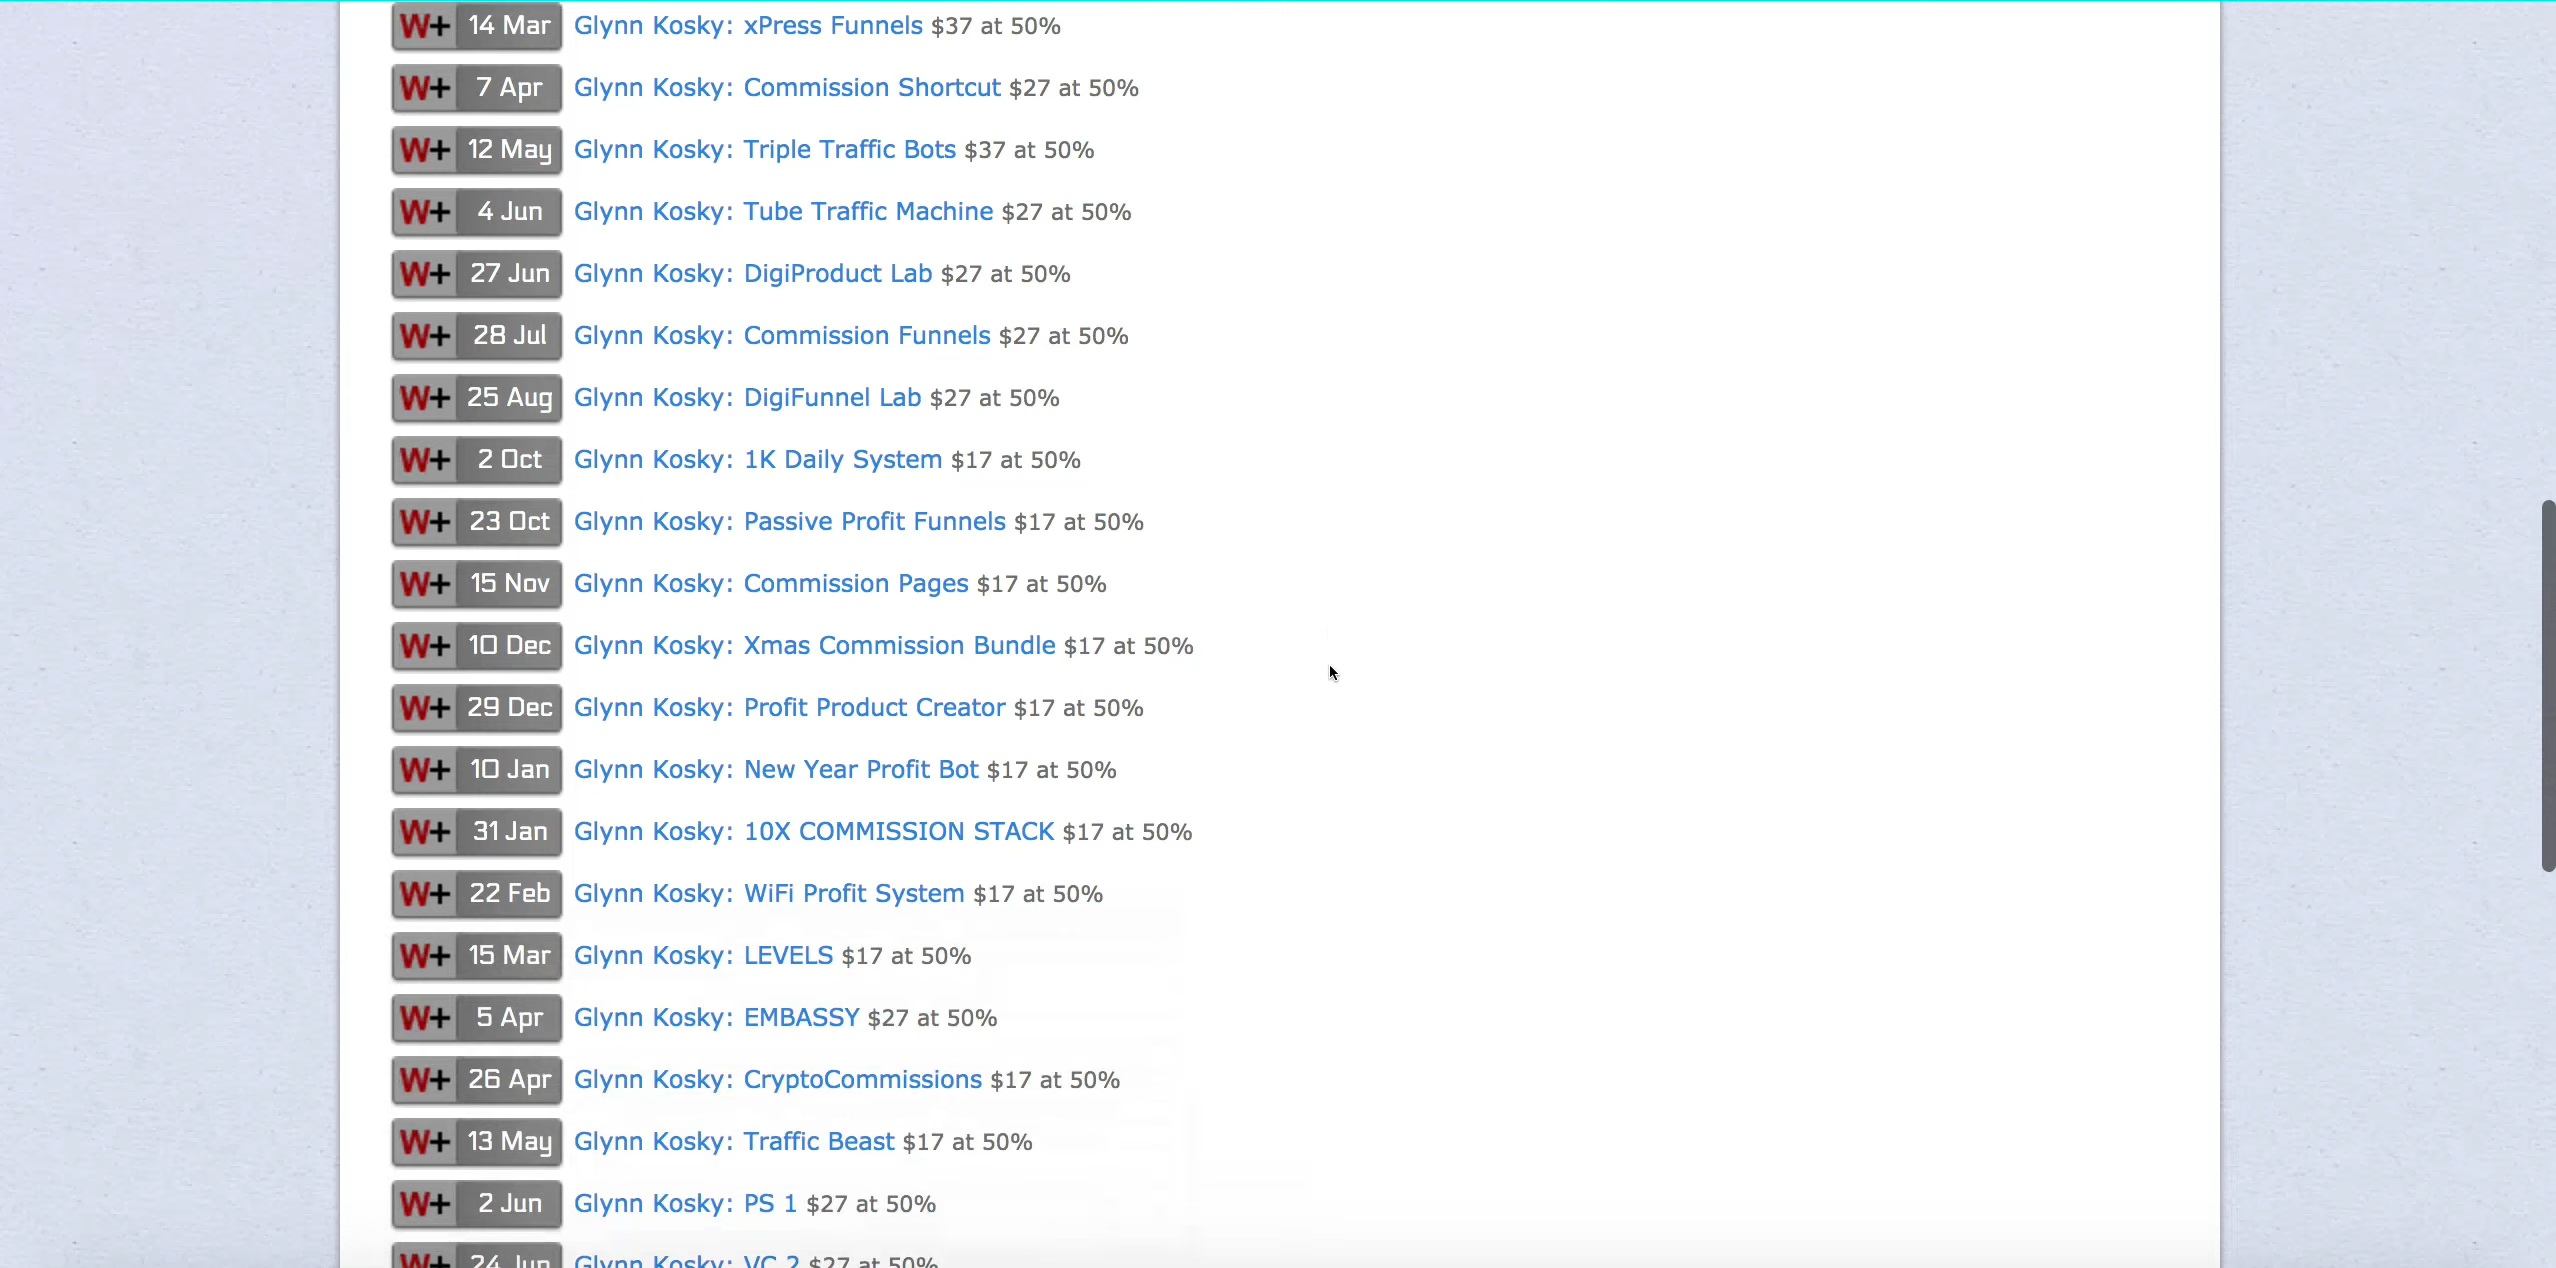 W+ 14 Mar Glynn Kosky: xPress Funnels $37 at 50%
W+ 7 Apr Glynn Kosky: Commission Shortcut $27 at 50%
W+ 12 May Glynn Kosky: Triple Traffic Bots $37 at 50%
W+ 4 Jun Glynn Kosky: Tube Traffic Machine $27 at 50%
W+ 27 Jun Glynn Kosky: DigiProduct Lab $27 at 50%
W+ 28 Jul Glynn Kosky: Commission Funnels $27 at 50%
W+ 25 Aug Glynn Kosky: DigiFunnel Lab $27 at 50%
W+ 2 Oct Glynn Kosky: 1K Daily System $17 at 50%
W+ 23 Oct Glynn Kosky: Passive Profit Funnels $17 at 50%
W+ 15 Nov Glynn Kosky: Commission Pages $17 at 50%
W+ 10 Dec Glynn Kosky: Xmas Commission Bundle $17 at 50%
W+ 29 Dec Glynn Kosky: Profit Product Creator $17 at 50%
W+ 10 Jan Glynn Kosky: New Year Profit Bot $17 at 50%
W+ 31 Jan Glynn Kosky: 10X COMMISSION STACK $17 at 50%
W+ 22 Feb Glynn Kosky: WiFi Profit System $17 at 50%
W+ 15 Mar Glynn Kosky: LEVELS $17 at 50%
W+ 5 Apr Glynn Kosky: EMBASSY $27 at 50%
W+ 26 Apr Glynn Kosky: CryptoCommissions $17 at 50%
W+ 13 May Glynn Kosky: Traffic Beast $17 at 50%
W+ 2 Jun Glynn Kosky: PS 1 $27 at 50%
W+ 24 Jun Glynn Kosky: VC 2 $27 at 50%